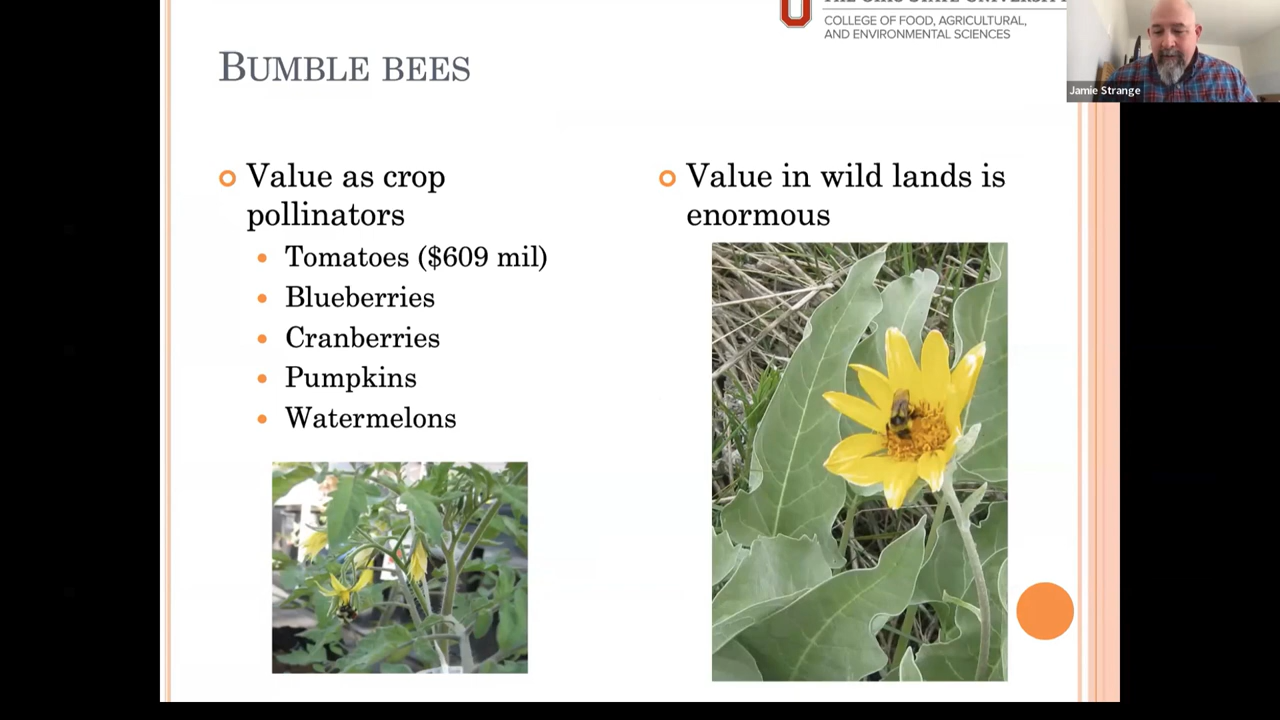 COLLEGE OF FOOD, AGRICULTURAL,
AND ENVIRONMENTAL SCIENCES
Jamie Strange
BUMBLE BEES
Value as crop
pollinators
Tomatoes ($609 mil)
Blueberries
Cranberries
Pumpkins
Watermelons
Value in wild lands is
enormous